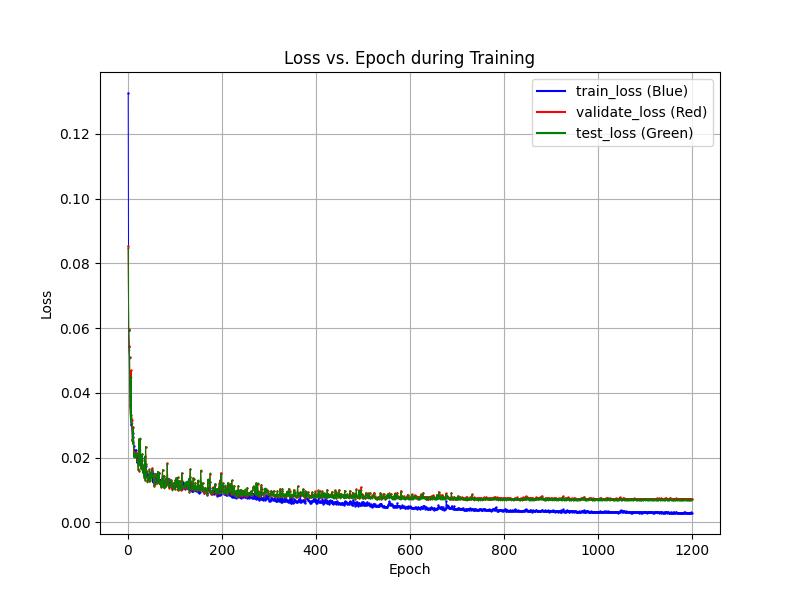 Loss vs. Epoch during Training
train_loss (Blue)
validate_loss (Red)
test_loss (Green)
0.12
0.10
0.08
0.06
0.04
0.02
0.00
Loss
0 200 400 600 800 1000 1200
Epoch